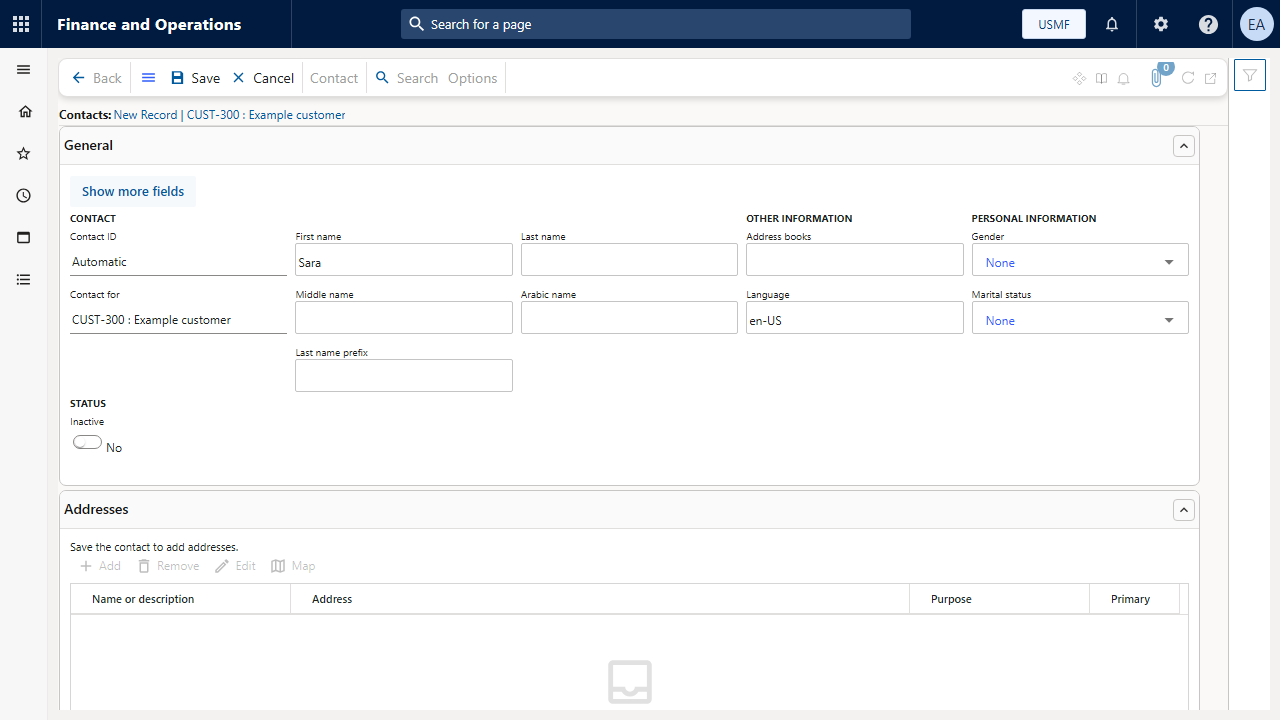 Finance and Operations
Search for a page
USMF
EA
Back
Save
Cancel
Contact
Search
Options
0
Contacts: New Record | CUST-300 : Example customer
General
Show more fields
CONTACT
OTHER INFORMATION
PERSONAL INFORMATION
Contact ID
First name
Last name
Address books
Gender
Automatic
Sara
None
Contact for
Middle name
Arabic name
Language
Marital status
CUST-300 : Example customer
en-US
None
Last name prefix
STATUS
Inactive
No
Addresses
Save the contact to add addresses.
Add
Remove
Edit
Map
Name or description
Address
Purpose
Primary